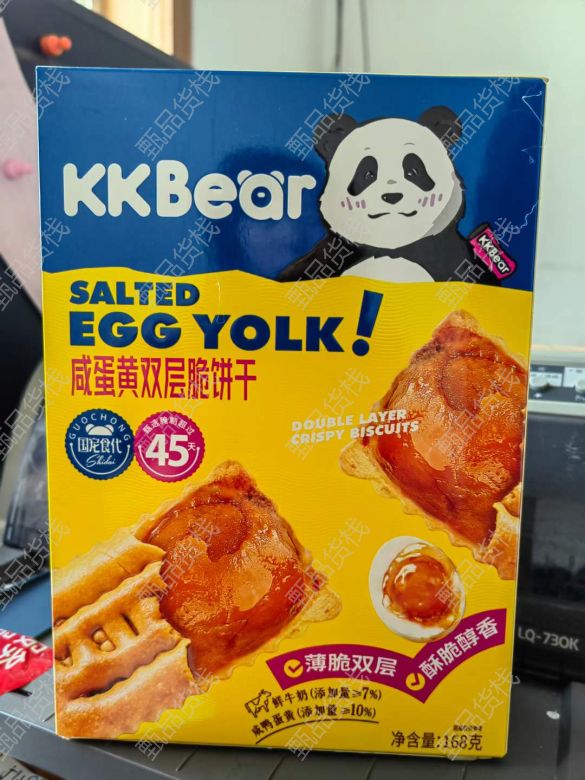 KKBear
KKBear
SALTED
EGG YOLK!
咸蛋黄双层脆饼干
DOUBLE LAYER
CRISPY BISCUITS
GUOCHONG
国宠食代
Shidai
45天
薄脆双层
酥脆醇香
鲜牛奶(添加量≥7%)
咸鸭蛋黄(添加量≥10%)
净含量:168克
LQ-730K
甄品货栈